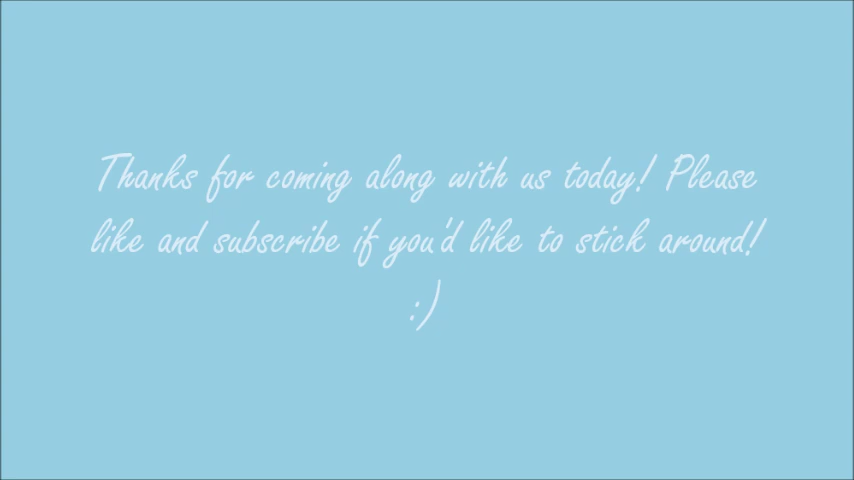 Thanks for coming along with us today! Please
like and subscribe if you'd like to stick around!
:)